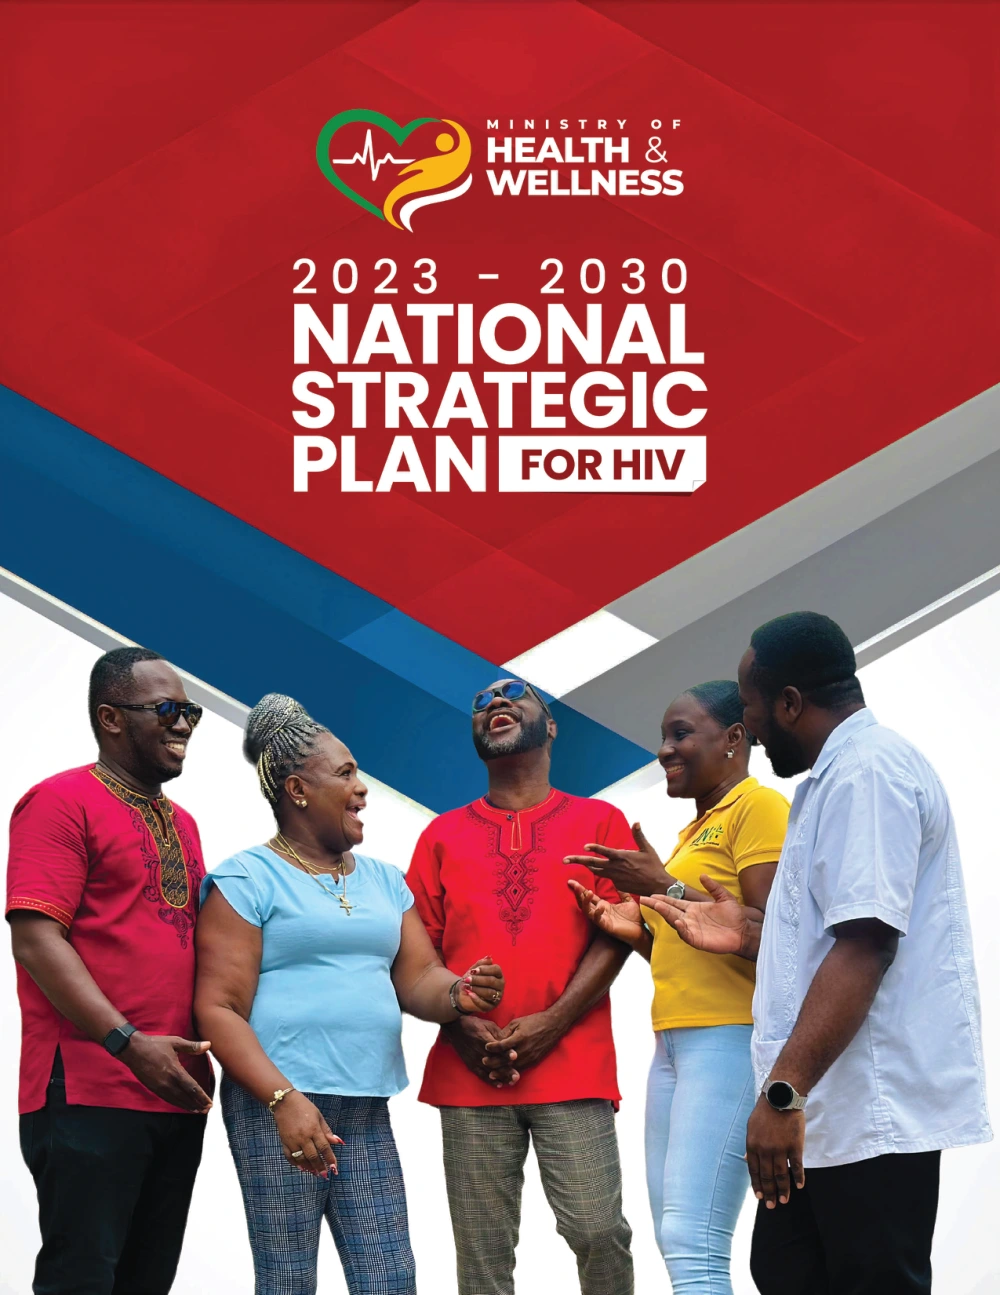 MINISTRY OF
HEALTH &
WELLNESS
2023 - 2030
NATIONAL
STRATEGIC
PLAN FOR HIV